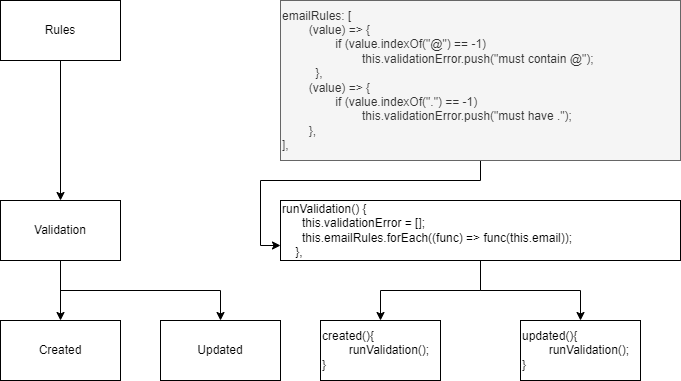 Rules
emailRules: [
(value) => {
if (value.indexOf("@") == -1)
this.validationError.push("must contain @");
},
(value) => {
if (value.indexOf(".") == -1)
this.validationError.push("must have .");
},
],
Validation
runValidation() {
this.validationError = [];
this.emailRules.forEach((func) => func(this.email));
},
Created
Updated
created(){
runValidation();
}
updated(){
runValidation();
}